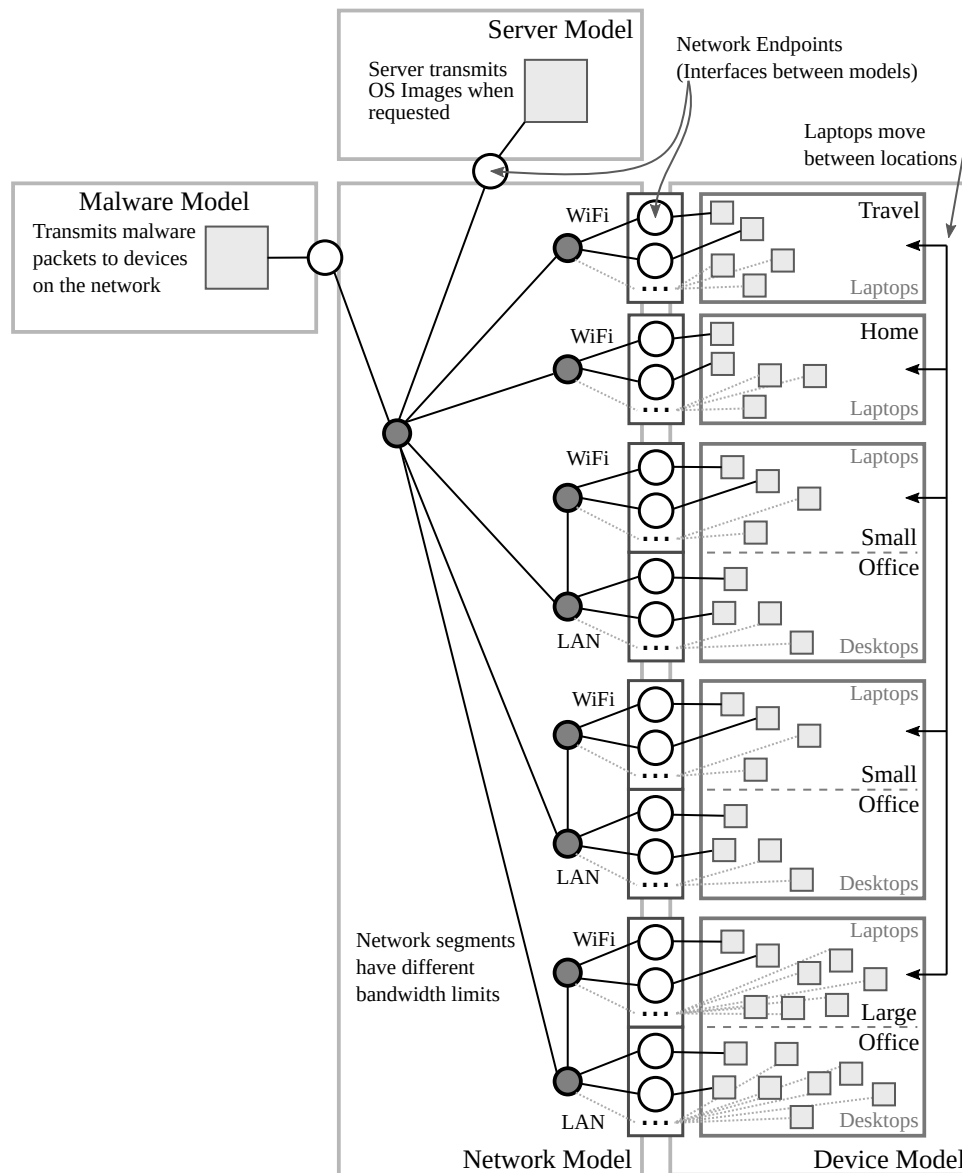 Server Model
Server transmits
OS Images when
requested
Network Endpoints
(Interfaces between models)
Laptops move
between locations
Malware Model
Transmits malware
packets to devices
on the network
WiFi
...
Travel
Laptops
WiFi
...
Home
Laptops
WiFi
...
Laptops
Small
Office
LAN
...
Desktops
WiFi
...
Laptops
Small
Office
LAN
...
Desktops
Network segments
have different
bandwidth limits
WiFi
...
Laptops
Large
Office
LAN
...
Desktops
Network Model
Device Model